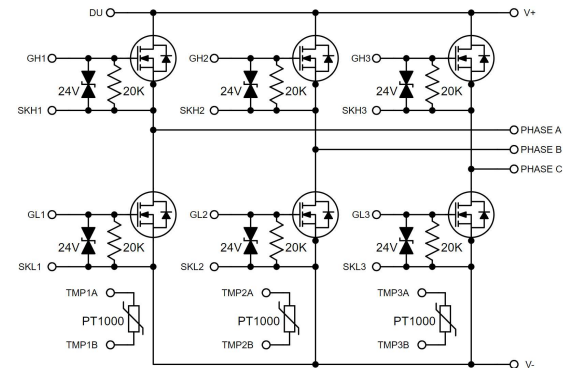 DU V+
GH1 GH2 GH3
24V 20K 24V 20K 24V 20K
SKH1 SKH2 SKH3
PHASE A
PHASE B
PHASE C
GL1 GL2 GL3
24V 20K 24V 20K 24V 20K
SKL1 SKL2 SKL3
TMP1A TMP2A TMP3A
PT1000 PT1000 PT1000
TMP1B TMP2B TMP3B
V-